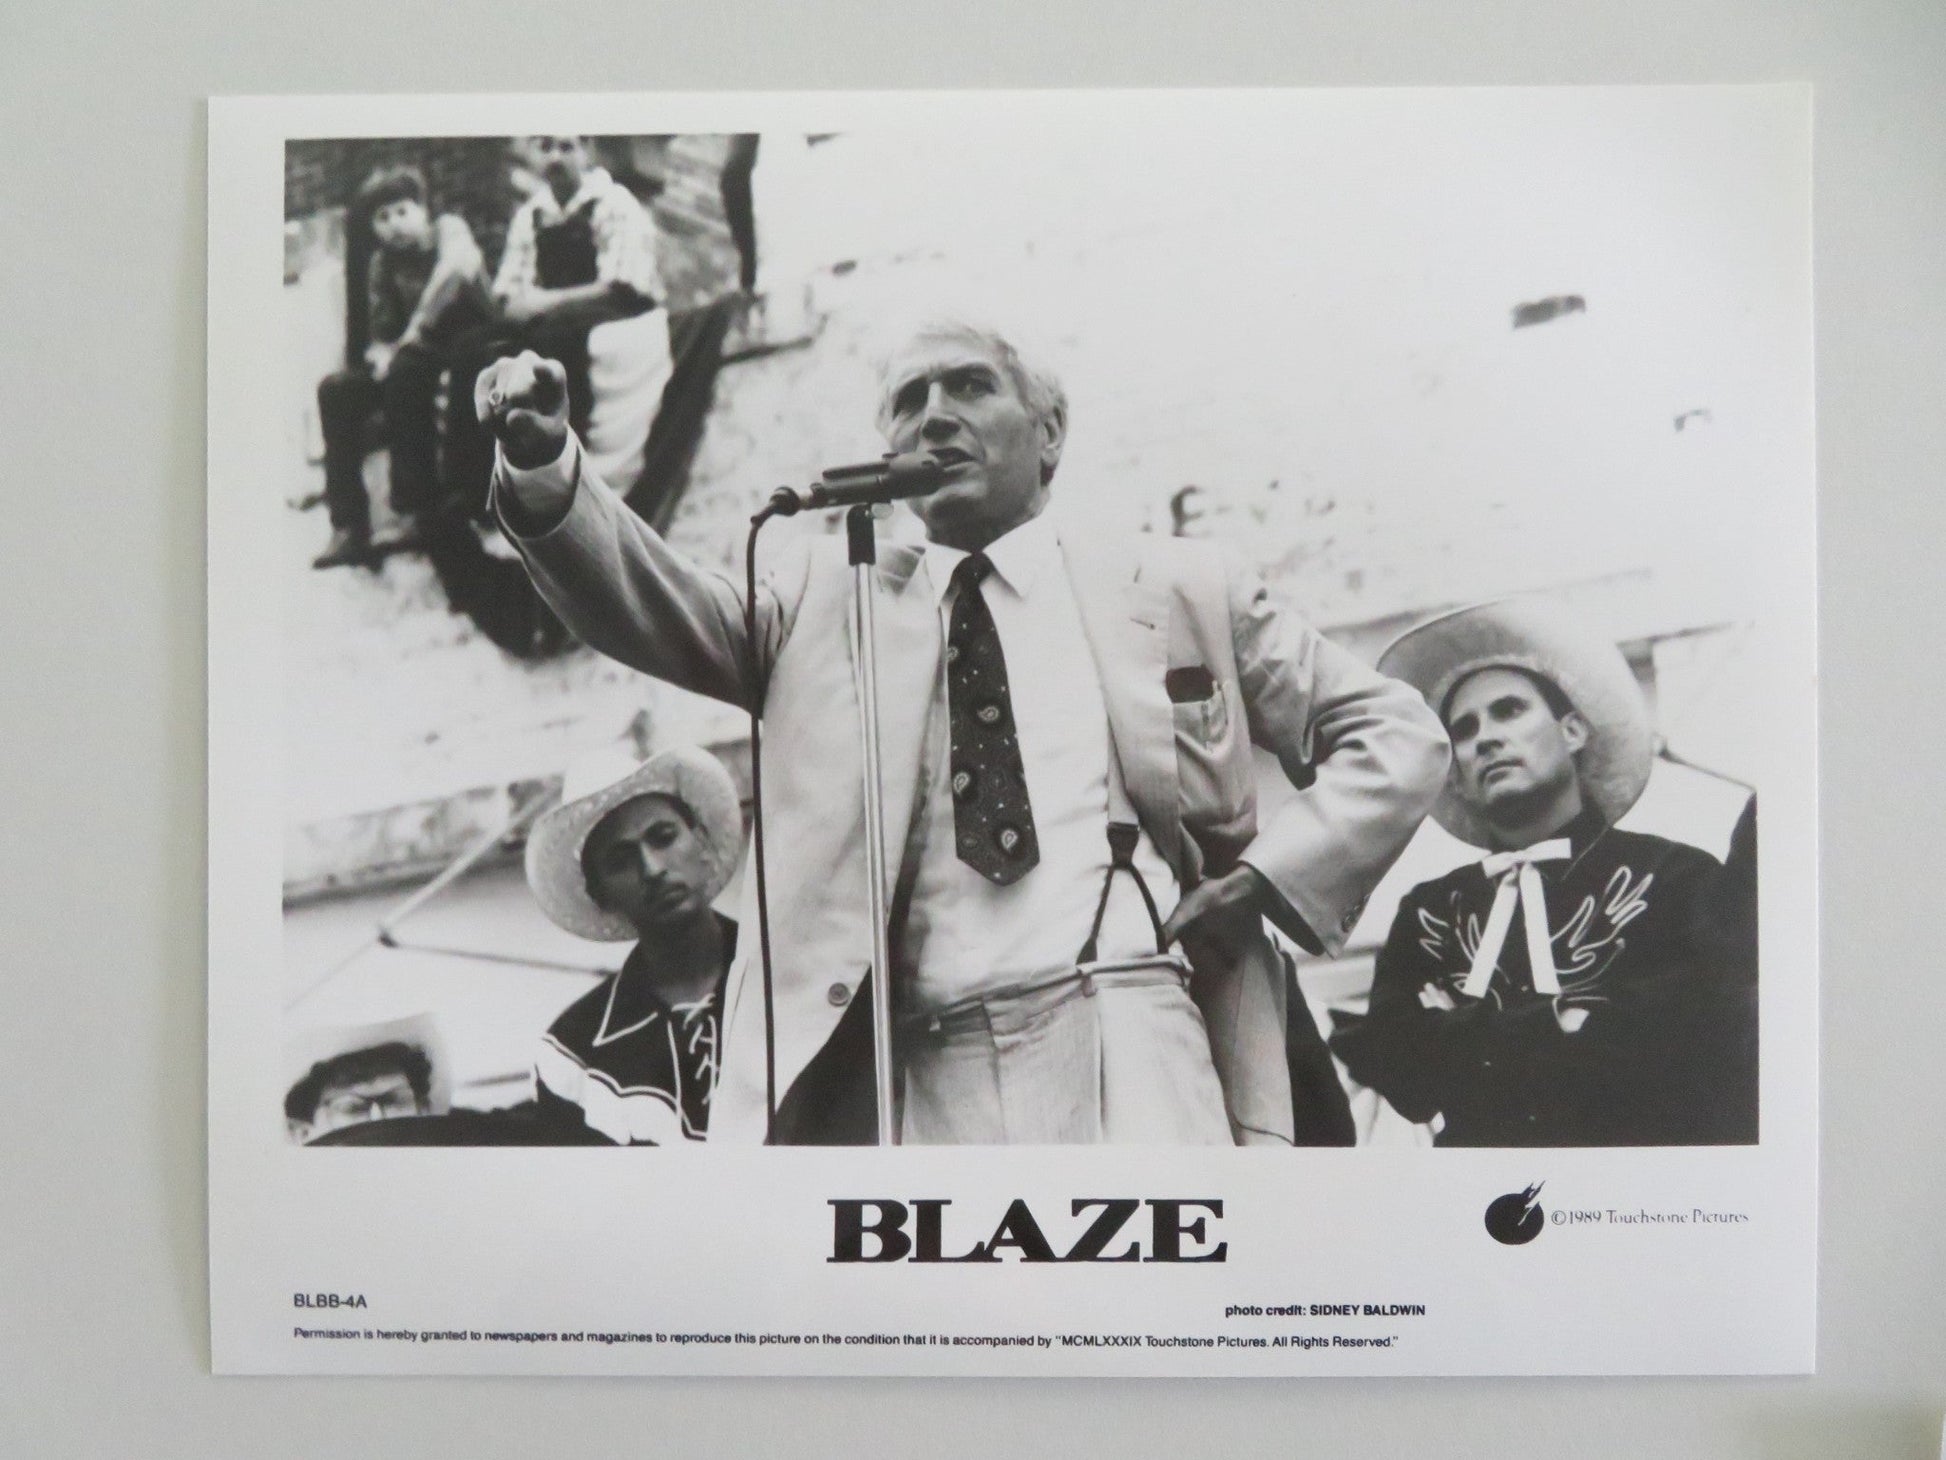 BLAZE
©1989 Touchstone Pictures
BLBB-4A
photo credit: SIDNEY BALDWIN
Permission is hereby granted to newspapers and magazines to reproduce this picture on the condition that it is accompanied by "MCMLXXXIX Touchstone Pictures. All Rights Reserved."